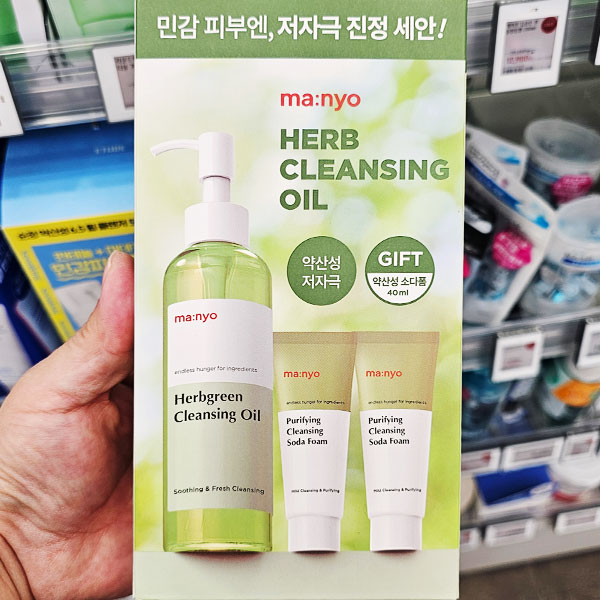 민감 피부엔, 저자극 진정 세안!
ma:nyo
HERB
CLEANSING
OIL
약산성
저자극
GIFT
약산성 소다폼
40ml
ma:nyo
endless hunger for ingredients
Herbgreen
Cleansing Oil
Soothing & Fresh Cleansing
ma:nyo
endless hunger for ingredients
Purifying
Cleansing
Soda Foam
Mild Cleansing & Purifying
ma:nyo
endless hunger for ingredients
Purifying
Cleansing
Soda Foam
Mild Cleansing & Purifying